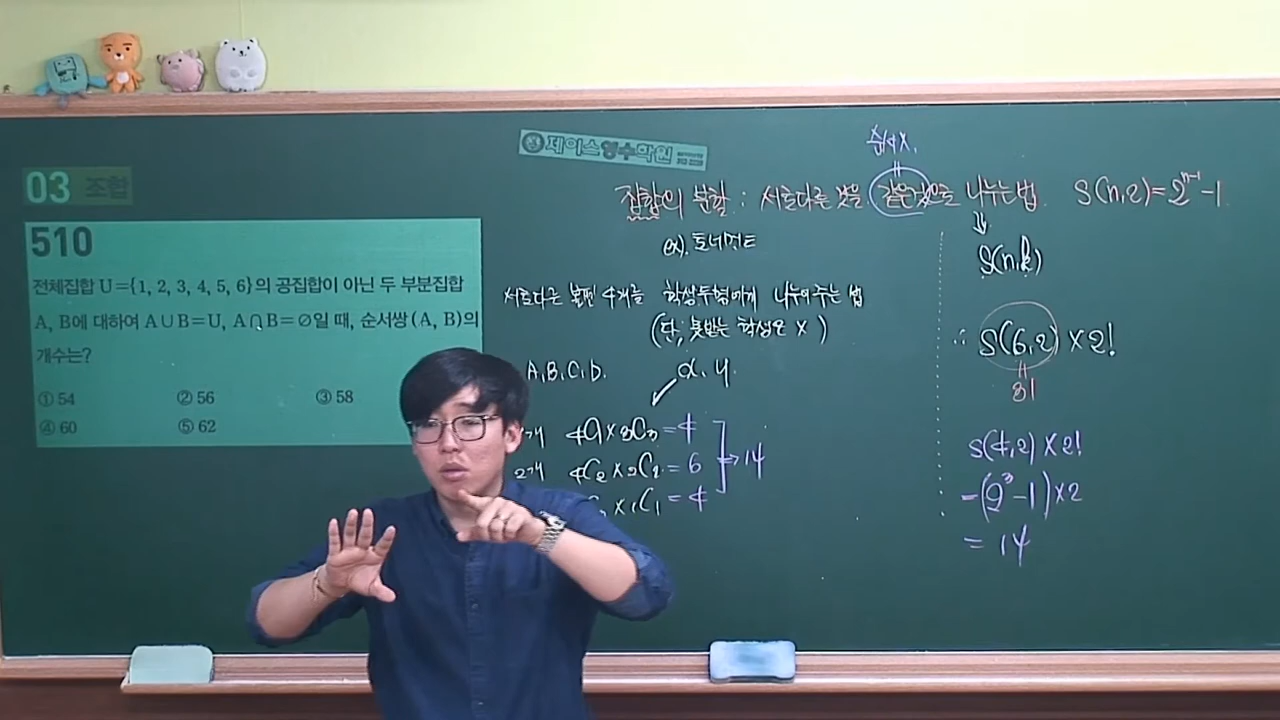 제이스영수학원
03 조합
510
전체집합 U={1, 2, 3, 4, 5, 6}의 공집합이 아닌 두 부분집합
A, B에 대하여 A∪B=U, A∩B=∅일 때, 순서쌍 (A, B)의
개수는?
① 54 ② 56 ③ 58
④ 60 ⑤ 62
순서X.
집합의 분할 : 서로다른 것을 같은것으로 나누는 법. S(n,2)=2ⁿ⁻¹-1
ex). 토너먼트
⇓
S(n,k)
서로다른 볼펜 4개를 학생두명에게 나누어주는 법
(단, 못받는 학생은 X)
A, B, C, D. x, y.
₄C₁×₃C₃=4
2개 ₄C₂×₂C₂=6 ⇒14
×₁C₁=4
∴ S(6,2)×2!
31
S(4,2)×2!
=(2³-1)×2
=14